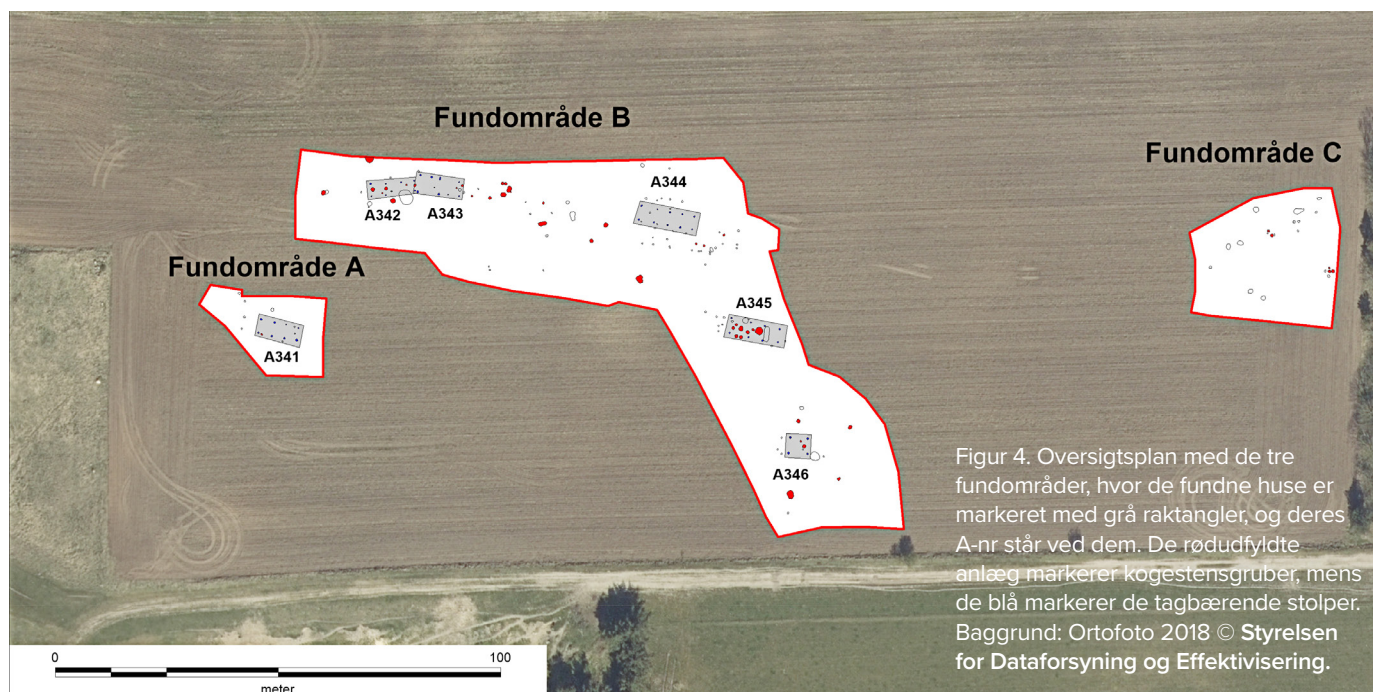 Fundområde B
Fundområde C
A344
A342
A343
Fundområde A
A345
A341
A346
Figur 4. Oversigtsplan med de tre
fundområder, hvor de fundne huse er
markeret med grå raktangler, og deres
A-nr står ved dem. De rødudfyldte
anlæg markerer kogestensgruber, mens
de blå markerer de tagbærende stolper.
Baggrund: Ortofoto 2018 © Styrelsen
for Dataforsyning og Effektivisering.
0
100
meter